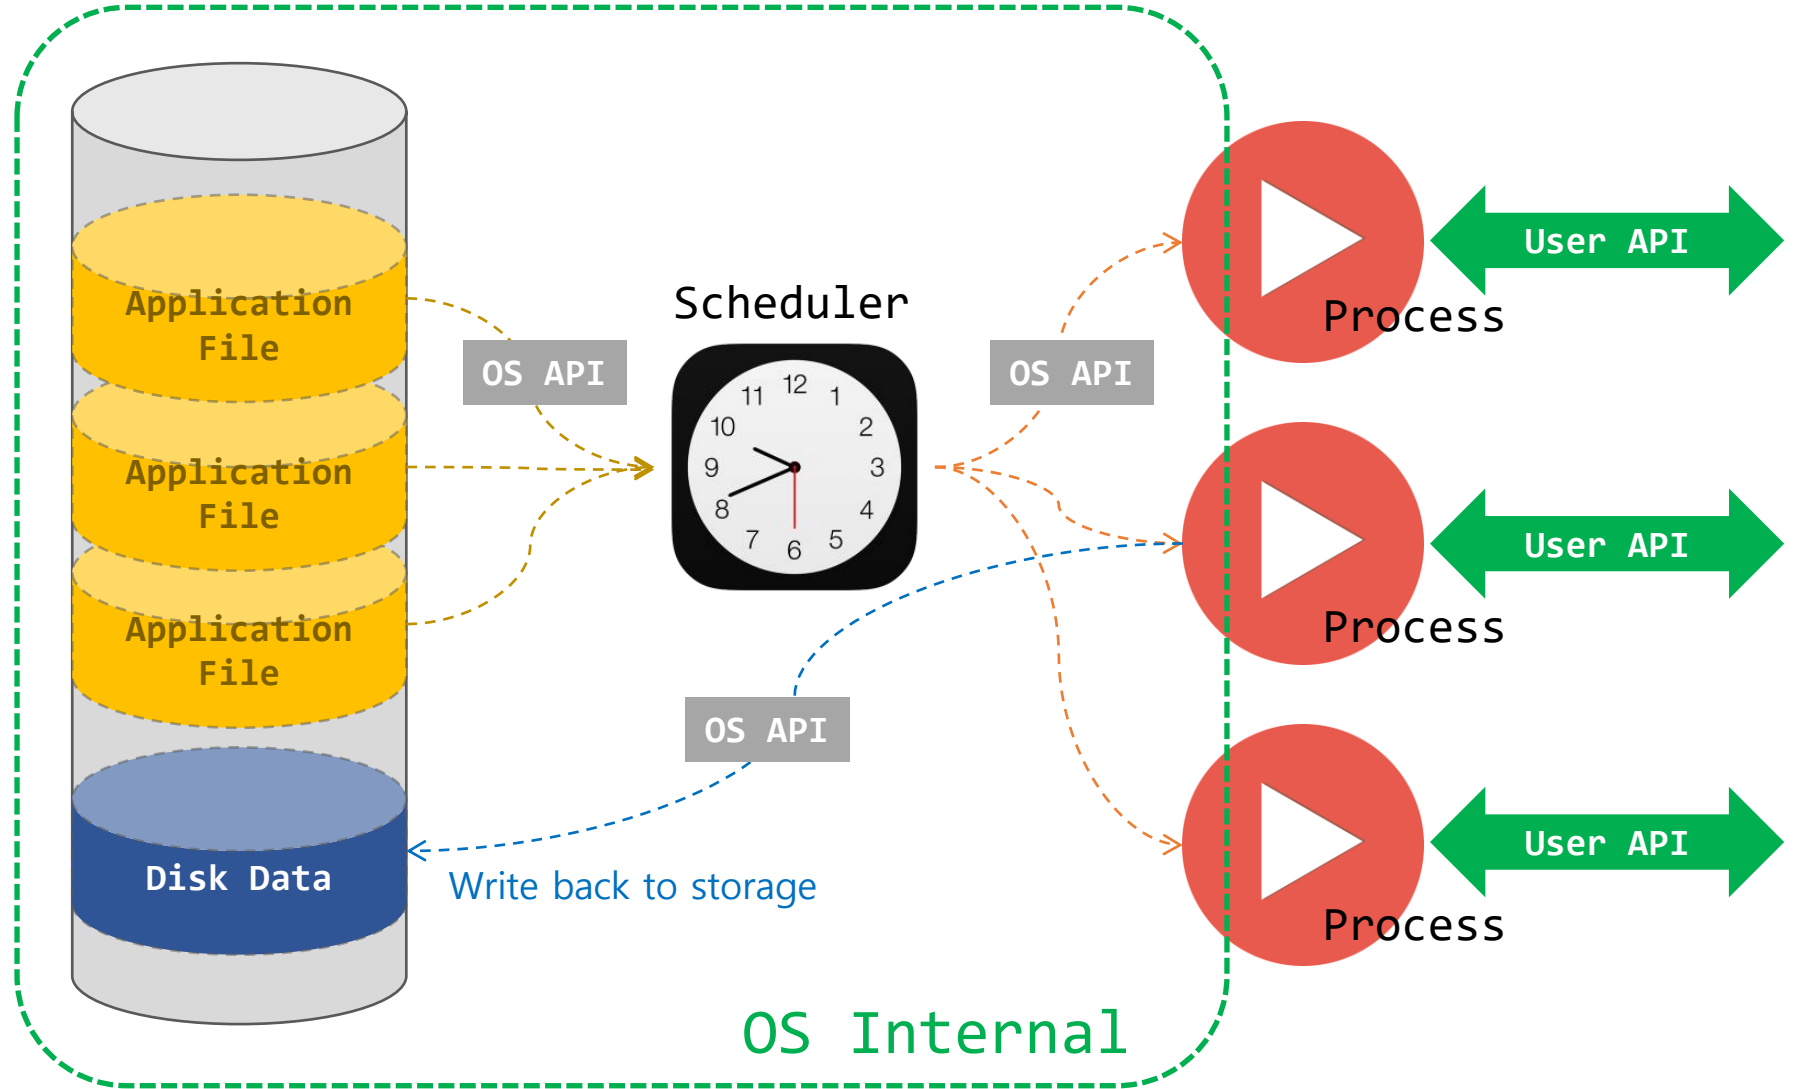 Application
File
Application
File
Application
File
Disk Data
OS API
Scheduler
12
1
2
3
4
5
6
7
8
9
10
11
OS API
OS API
Write back to storage
Process
User API
Process
User API
Process
User API
OS Internal